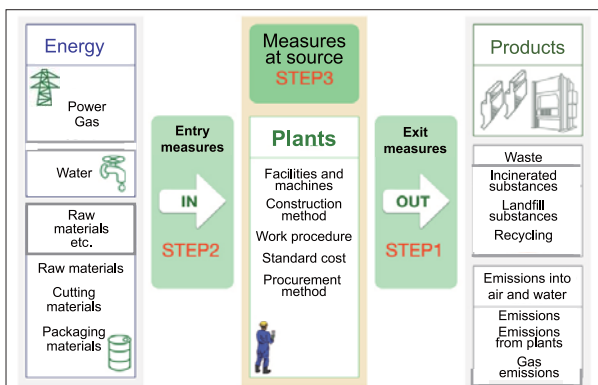 Energy
Power
Gas
Water
Raw
materials
etc.
Raw materials
Cutting
materials
Packaging
materials
Entry
measures
IN
STEP2
Measures
at source
STEP3
Plants
Facilities and
machines
Construction
method
Work procedure
Standard cost
Procurement
method
Exit
measures
OUT
STEP1
Products
Waste
Incinerated
substances
Landfill
substances
Recycling
Emissions into
air and water
Emissions
Emissions
from plants
Gas
emissions